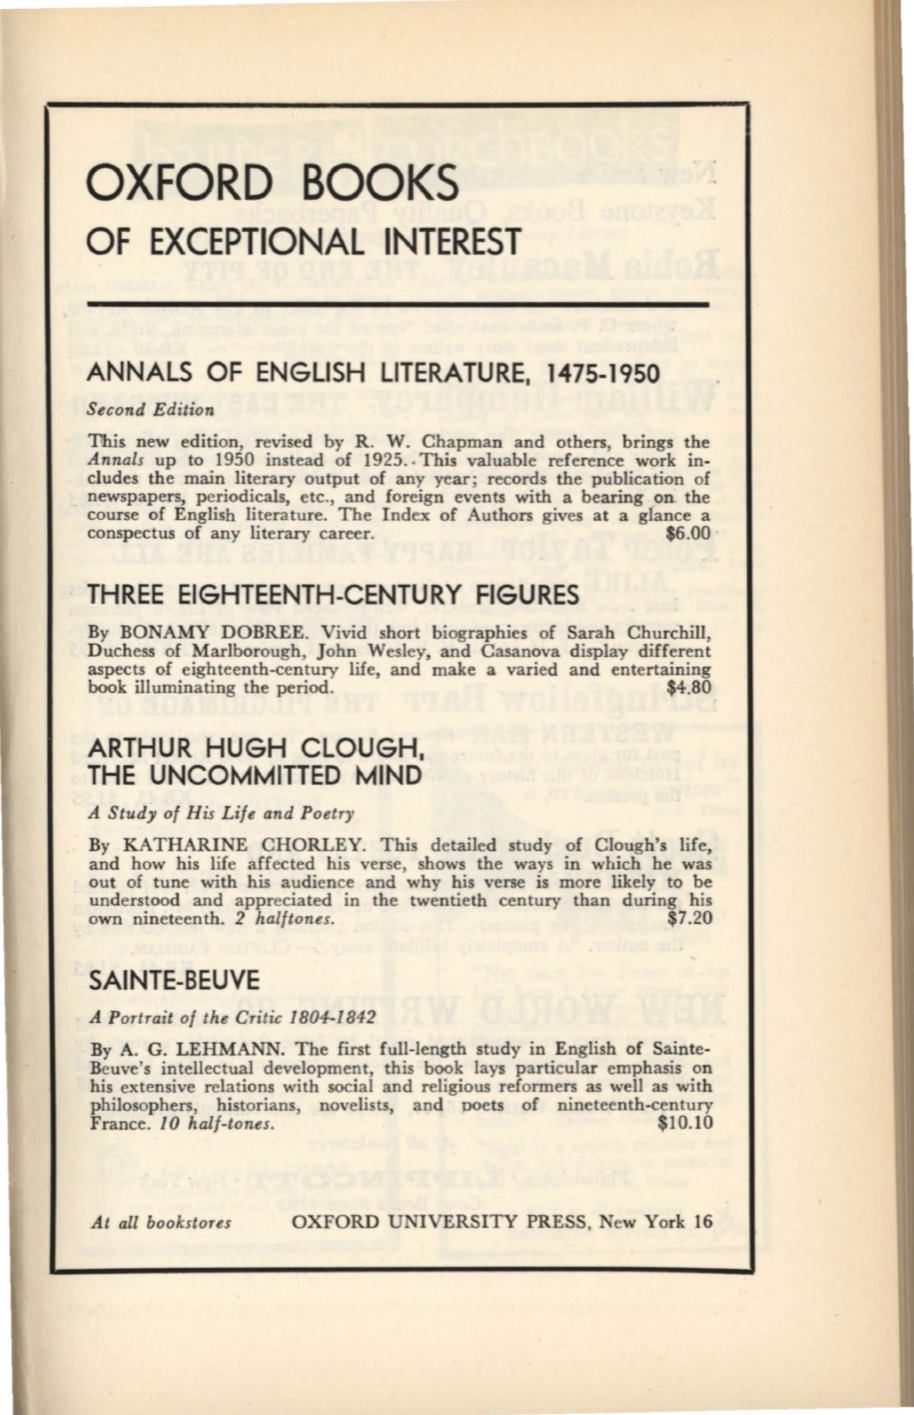 OXFORD BOOKS
OF EXCEPTIONAL INTEREST
ANNALS OF ENGLISH LITERATURE, 1475-1950
Second Edition
This new edition, revised by R. W. Chapman and others, brings the
Annals up to 1950 instead of 1925. This valuable reference work in-
cludes the main literary output of any year; records the publication of
newspapers, periodicals, etc., and foreign events with a bearing on the
course of English literature. The Index of Authors gives at a glance a
conspectus of any literary career. $6.00
THREE EIGHTEENTH-CENTURY FIGURES
By BONAMY DOBREE. Vivid short biographies of Sarah Churchill,
Duchess of Marlborough, John Wesley, and Casanova display different
aspects of eighteenth-century life, and make a varied and entertaining
book illuminating the period. $4.80
ARTHUR HUGH CLOUGH,
THE UNCOMMITTED MIND
A Study of His Life and Poetry
By KATHARINE CHORLEY. This detailed study of Clough's life,
and how his life affected his verse, shows the ways in which he was
out of tune with his audience and why his verse is more likely to be
understood and appreciated in the twentieth century than during his
own nineteenth. 2 halftones. $7.20
SAINTE-BEUVE
A Portrait of the Critic 1804-1842
By A. G. LEHMANN. The first full-length study in English of Sainte-
Beuve's intellectual development, this book lays particular emphasis on
his extensive relations with social and religious reformers as well as with
philosophers, historians, novelists, and poets of nineteenth-century
France. 10 half-tones. $10.10
At all bookstores OXFORD UNIVERSITY PRESS, New York 16